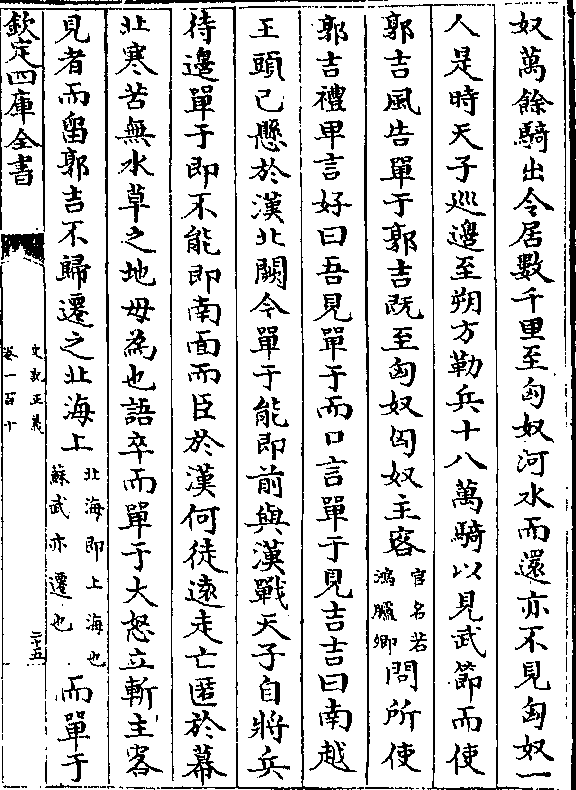 奴萬餘騎出令居數千里至匈奴河水而還亦不見匈奴一
人是時天子巡邊至朔方勒兵十八萬騎以見武節而使
郭吉風告單于郭吉既至匈奴匈奴主客官名若鴻臚卿問所使
郭吉禮卑言好曰吾見單于而口言單于見吉吉曰南越
王頭已懸於漢北闕今單于能即前與漢戰天子自將兵
待邊單于即不能即南面而臣於漢何徒遠走亡匿於幕
北寒苦無水草之地毋為也語卒而單于大怒立斬主客
見者而留郭吉不歸遷之北海上北海即上海也蘇武亦遷也而單于
欽定四庫全書
史記正義
卷一百十
二十五